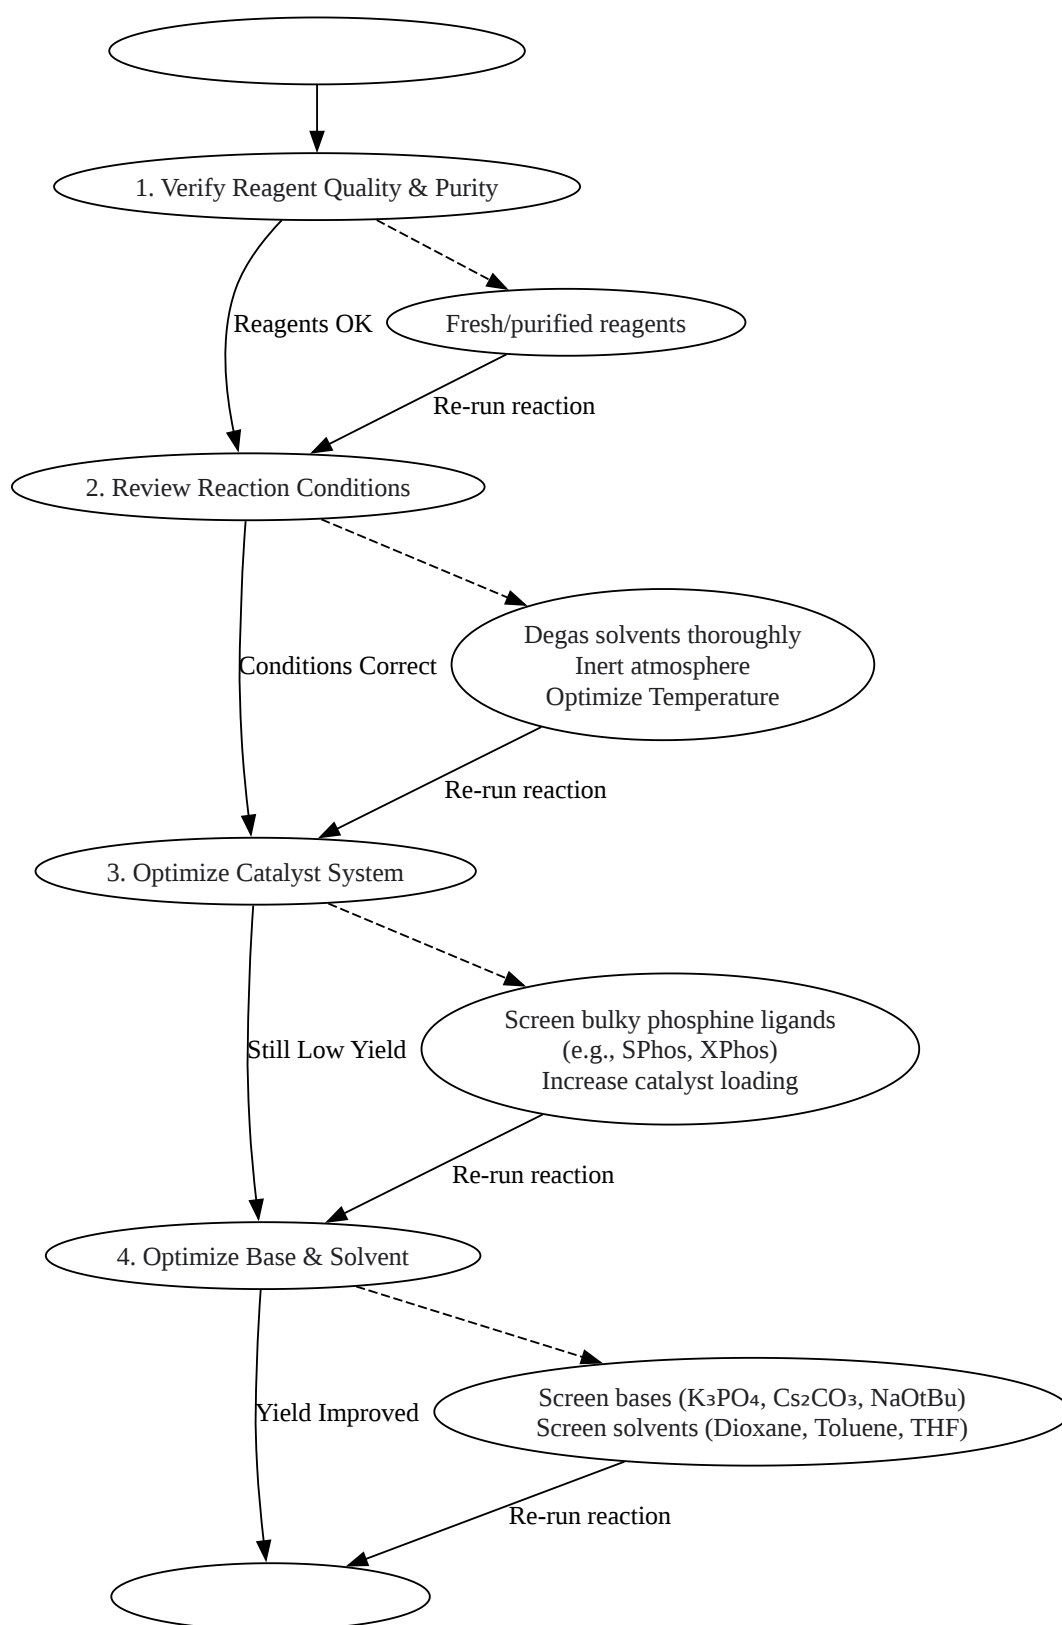 1. Verify Reagent Quality & Purity
Reagents OK
Fresh/purified reagents
Re-run reaction
2. Review Reaction Conditions
Degas solvents thoroughly
Inert atmosphere
Optimize Temperature
Conditions Correct
Re-run reaction
3. Optimize Catalyst System
Screen bulky phosphine ligands
(e.g., SPhos, XPhos)
Increase catalyst loading
Still Low Yield
Re-run reaction
4. Optimize Base & Solvent
Screen bases (K₃PO₄, Cs₂CO₃, NaOtBu)
Screen solvents (Dioxane, Toluene, THF)
Yield Improved
Re-run reaction